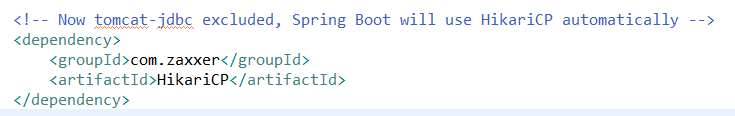 <!-- Now tomcat-jdbc excluded, Spring Boot will use HikariCP automatically -->
<dependency>
    <groupId>com.zaxxer</groupId>
    <artifactId>HikariCP</artifactId>
</dependency>